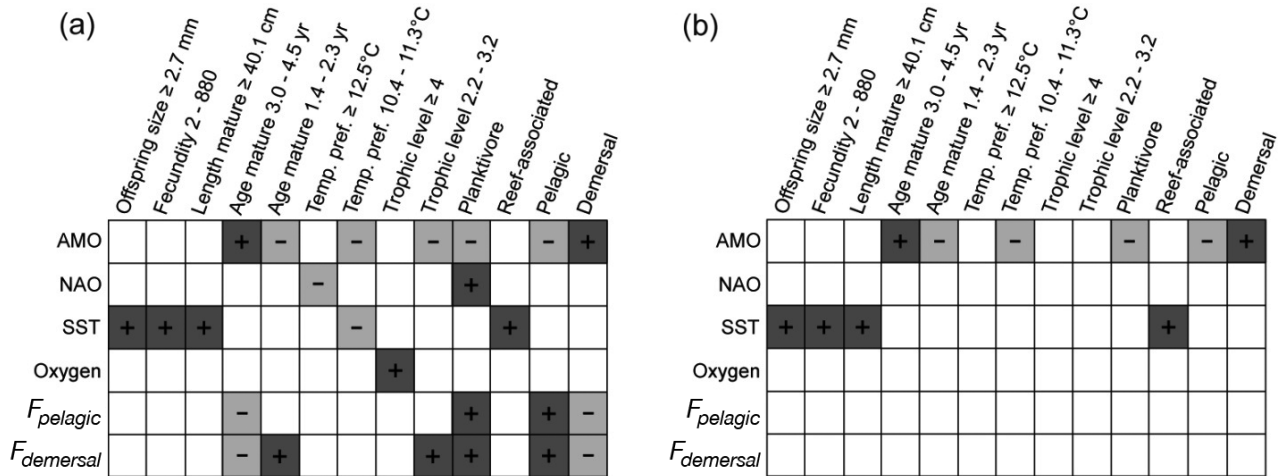 (a)
Offspring size ≥ 2.7 mm
Fecundity 2 - 880
Length mature ≥ 40.1 cm
Age mature 3.0 - 4.5 yr
Age mature 1.4 - 2.3 yr
Temp. pref. ≥ 12.5°C
Temp. pref. 10.4 - 11.3°C
Trophic level ≥ 4
Trophic level 2.2 - 3.2
Planktivore
Reef-associated
Pelagic
Demersal
AMO + - - - - - +
NAO - +
SST + + + - +
Oxygen +
Fpelagic - + + -
Fdemersal - + + + + -
(b)
Offspring size ≥ 2.7 mm
Fecundity 2 - 880
Length mature ≥ 40.1 cm
Age mature 3.0 - 4.5 yr
Age mature 1.4 - 2.3 yr
Temp. pref. ≥ 12.5°C
Temp. pref. 10.4 - 11.3°C
Trophic level ≥ 4
Trophic level 2.2 - 3.2
Planktivore
Reef-associated
Pelagic
Demersal
AMO + - - - - +
NAO
SST + + + +
Oxygen
Fpelagic
Fdemersal